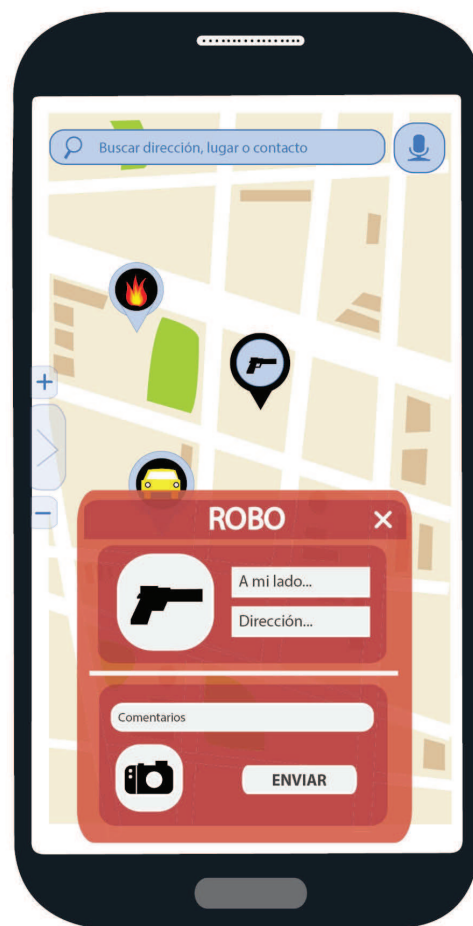 Buscar dirección, lugar o contacto
+
−
ROBO
×
A mi lado...
Dirección...
Comentarios
ENVIAR